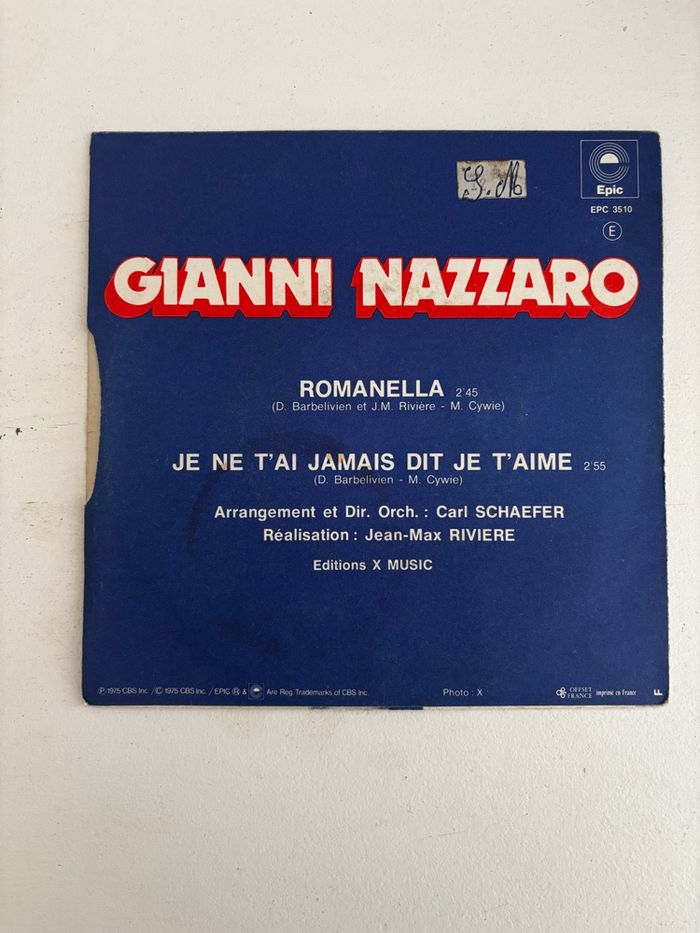 Epic
EPC 3510
E
GIANNI NAZZARO
ROMANELLA 2'45
(D. Barbelivien et J.M. Rivière - M. Cywie)
JE NE T'AI JAMAIS DIT JE T'AIME 2'55
(D. Barbelivien - M. Cywie)
Arrangement et Dir. Orch. : Carl SCHAEFER
Réalisation : Jean-Max RIVIERE
Editions X MUSIC
℗ 1975 CBS Inc. / © 1975 CBS Inc. / EPIC ® & Are Reg. Trademarks of CBS Inc.
Photo : X
OFFSET FRANCE imprimé en France
F